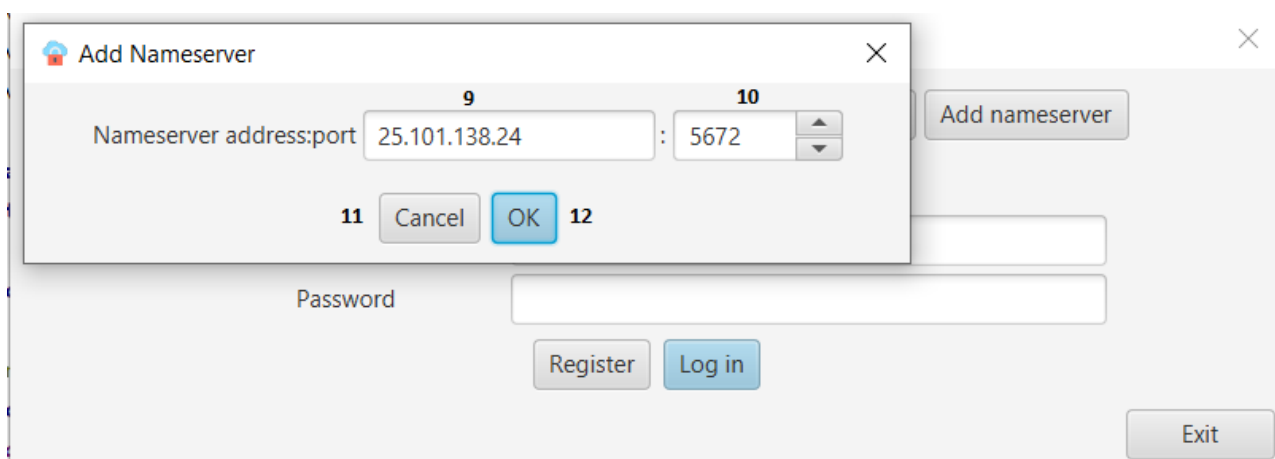 Add Nameserver
9 10
Nameserver address:port 25.101.138.24 : 5672
Add nameserver
11 Cancel OK 12
Password
Register Log in
Exit